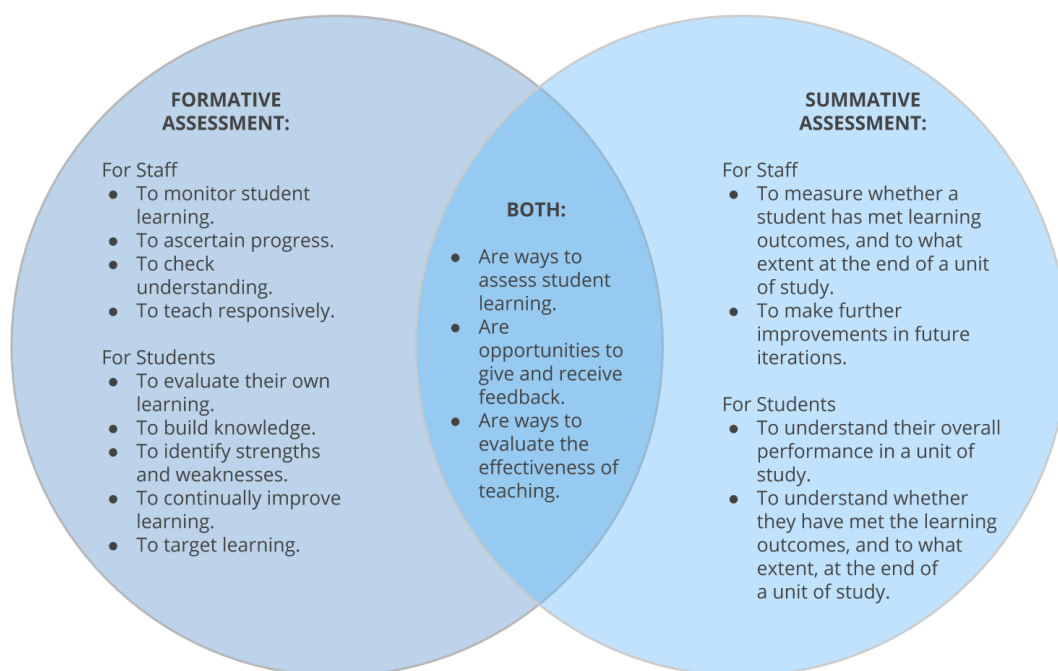 FORMATIVE
ASSESSMENT:
For Staff
● To monitor student
learning.
● To ascertain progress.
● To check
understanding.
● To teach responsively.
For Students
● To evaluate their own
learning.
● To build knowledge.
● To identify strengths
and weaknesses.
● To continually improve
learning.
● To target learning.
BOTH:
● Are ways to
assess student
learning.
● Are
opportunities to
give and receive
feedback.
● Are ways to
evaluate the
effectiveness of
teaching.
SUMMATIVE
ASSESSMENT:
For Staff
● To measure whether a
student has met learning
outcomes, and to what
extent at the end of a unit
of study.
● To make further
improvements in future
iterations.
For Students
● To understand their overall
performance in a unit of
study.
● To understand whether
they have met the learning
outcomes, and to what
extent, at the end of
a unit of study.